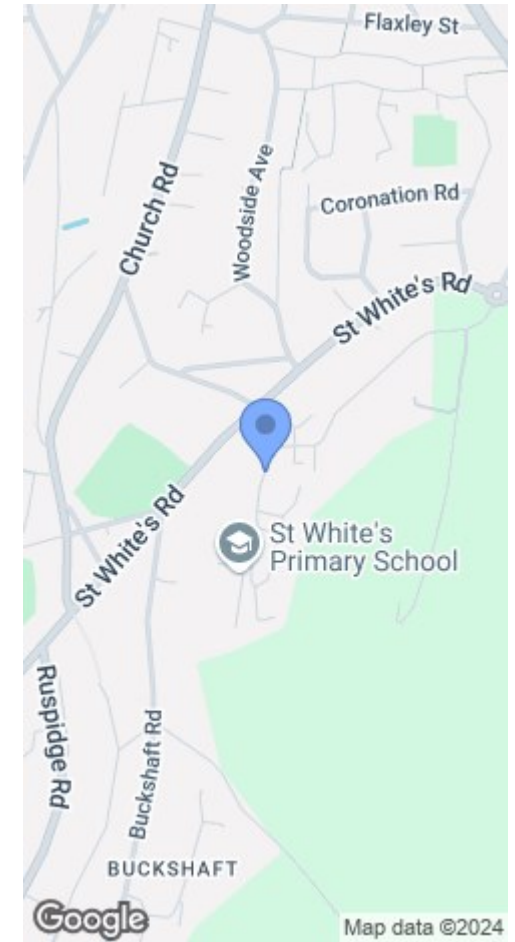 Flaxley St
Church Rd
Woodside Ave
Coronation Rd
St White's Rd
St White's Rd
St White's
Primary School
Ruspidge Rd
Buckshaft Rd
BUCKSHAFT
Google
Map data ©2024